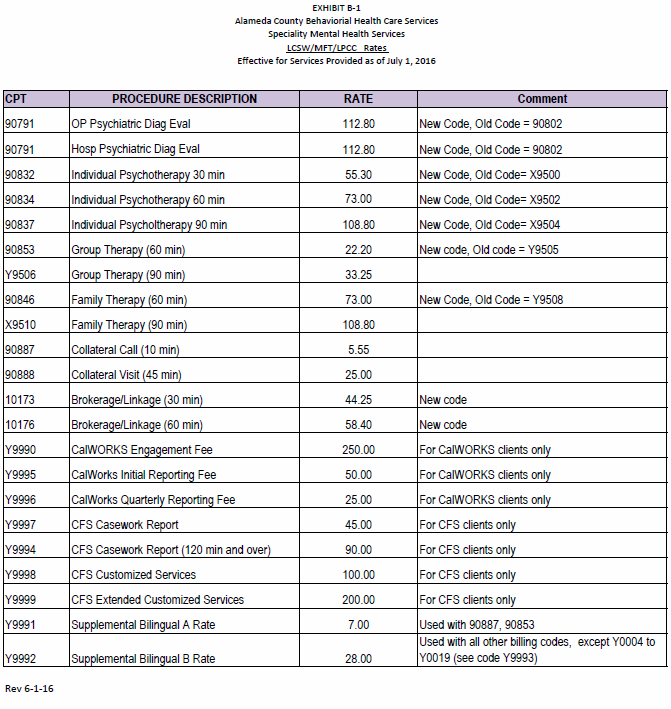 EXHIBIT B-1
Alameda County Behaviorial Health Care Services
Speciality Mental Health Services
LCSW/MFT/LPCC Rates
Effective for Services Provided as of July 1, 2016
CPT PROCEDURE DESCRIPTION RATE Comment
90791 OP Psychiatric Diag Eval 112.80 New Code, Old Code = 90802
90791 Hosp Psychiatric Diag Eval 112.80 New Code, Old Code = 90802
90832 Individual Psychotherapy 30 min 55.30 New Code, Old Code= X9500
90834 Individual Psychotherapy 60 min 73.00 New Code, Old Code= X9502
90837 Individual Psycholtherapy 90 min 108.80 New Code, Old Code= X9504
90853 Group Therapy (60 min) 22.20 New code, Old code = Y9505
Y9506 Group Therapy (90 min) 33.25
90846 Family Therapy (60 min) 73.00 New Code, Old Code = Y9508
X9510 Family Therapy (90 min) 108.80
90887 Collateral Call (10 min) 5.55
90888 Collateral Visit (45 min) 25.00
10173 Brokerage/Linkage (30 min) 44.25 New code
10176 Brokerage/Linkage (60 min) 58.40 New code
Y9990 CalWORKS Engagement Fee 250.00 For CalWORKS clients only
Y9995 CalWorks Initial Reporting Fee 50.00 For CalWORKS clients only
Y9996 CalWorks Quarterly Reporting Fee 25.00 For CalWORKS clients only
Y9997 CFS Casework Report 45.00 For CFS clients only
Y9994 CFS Casework Report (120 min and over) 90.00 For CFS clients only
Y9998 CFS Customized Services 100.00 For CFS clients only
Y9999 CFS Extended Customized Services 200.00 For CFS clients only
Y9991 Supplemental Bilingual A Rate 7.00 Used with 90887, 90853
Used with all other billing codes, except Y0004 to
Y9992 Supplemental Bilingual B Rate 28.00 Y0019 (see code Y9993)
Rev 6-1-16